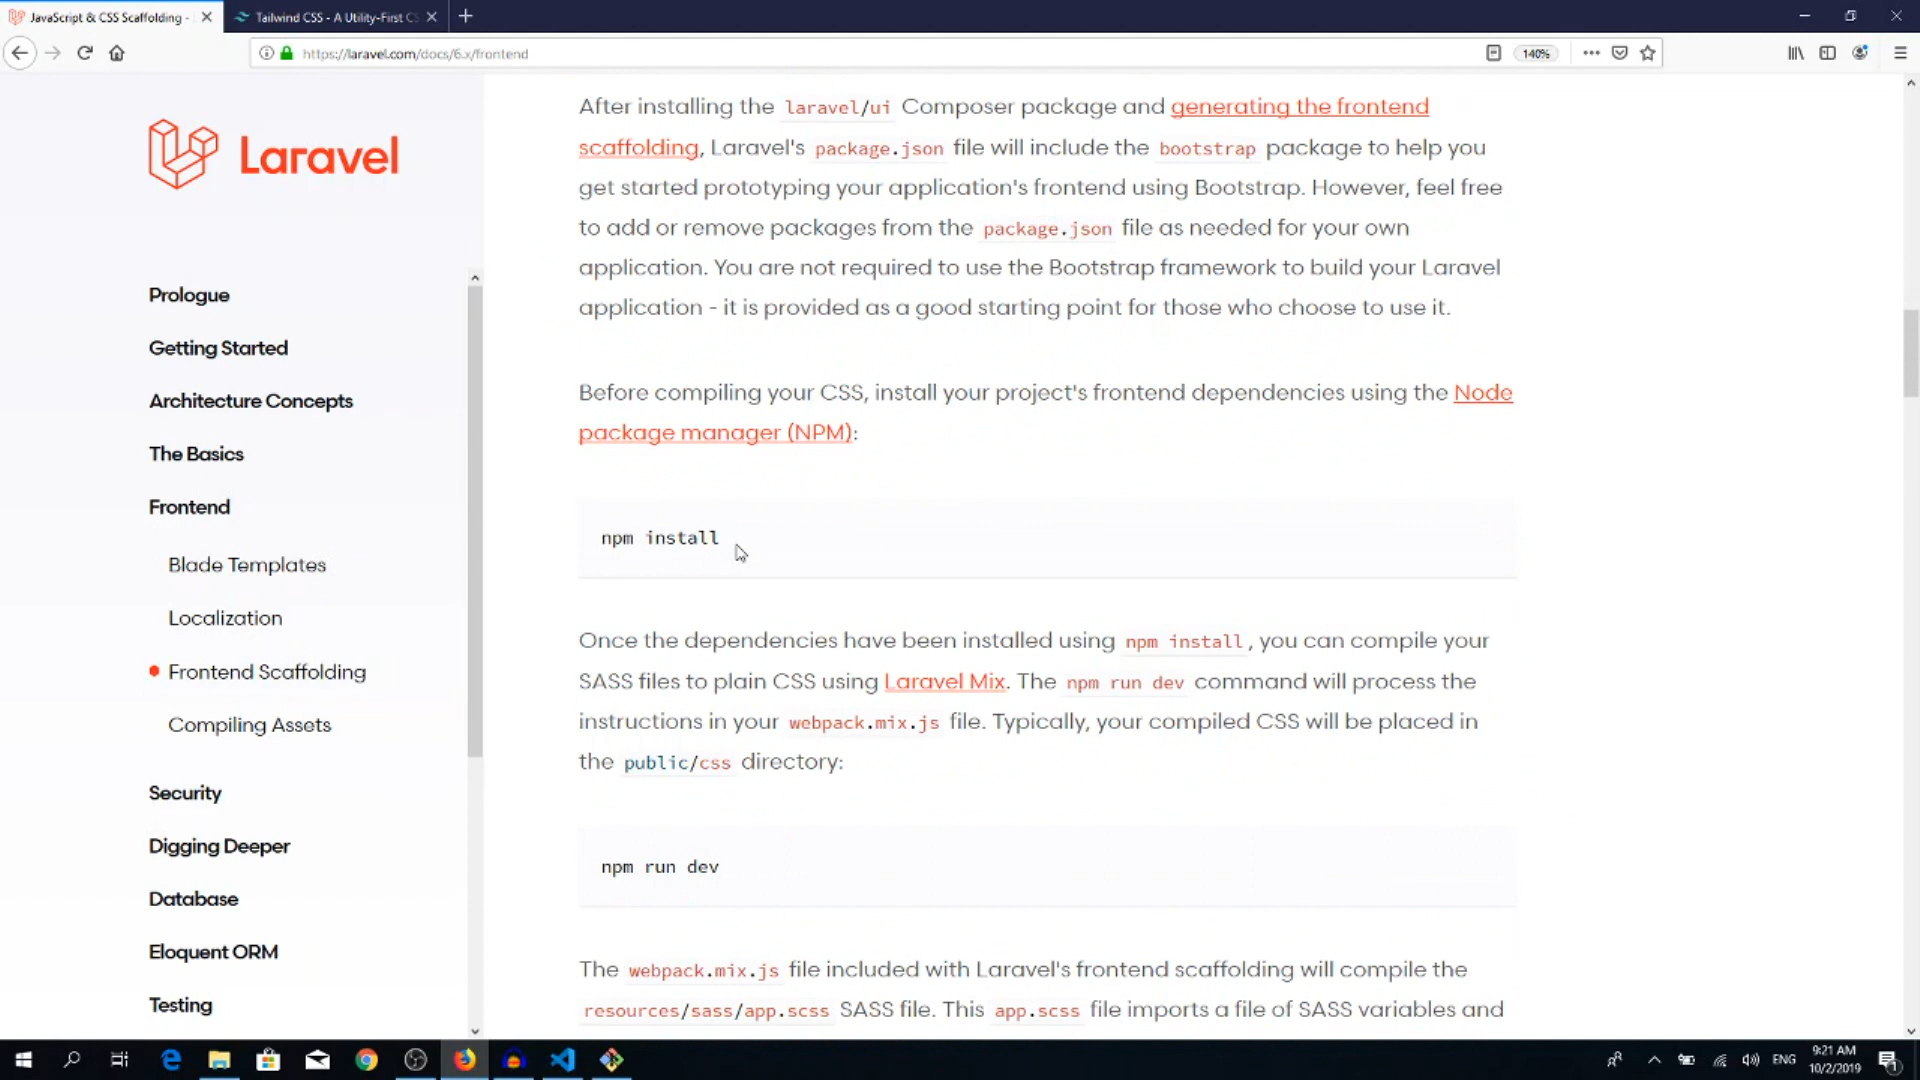 JavaScript & CSS Scaffolding -
Tailwind CSS - A Utility-First CS
https://laravel.com/docs/6.x/frontend
140%
Laravel
Prologue
Getting Started
Architecture Concepts
The Basics
Frontend
Blade Templates
Localization
Frontend Scaffolding
Compiling Assets
Security
Digging Deeper
Database
Eloquent ORM
Testing
After installing the laravel/ui Composer package and generating the frontend
scaffolding, Laravel's package.json file will include the bootstrap package to help you
get started prototyping your application's frontend using Bootstrap. However, feel free
to add or remove packages from the package.json file as needed for your own
application. You are not required to use the Bootstrap framework to build your Laravel
application - it is provided as a good starting point for those who choose to use it.
Before compiling your CSS, install your project's frontend dependencies using the Node
package manager (NPM):
npm install
Once the dependencies have been installed using npm install, you can compile your
SASS files to plain CSS using Laravel Mix. The npm run dev command will process the
instructions in your webpack.mix.js file. Typically, your compiled CSS will be placed in
the public/css directory:
npm run dev
The webpack.mix.js file included with Laravel's frontend scaffolding will compile the
resources/sass/app.scss SASS file. This app.scss file imports a file of SASS variables and
ENG
9:21 AM
10/2/2019
1